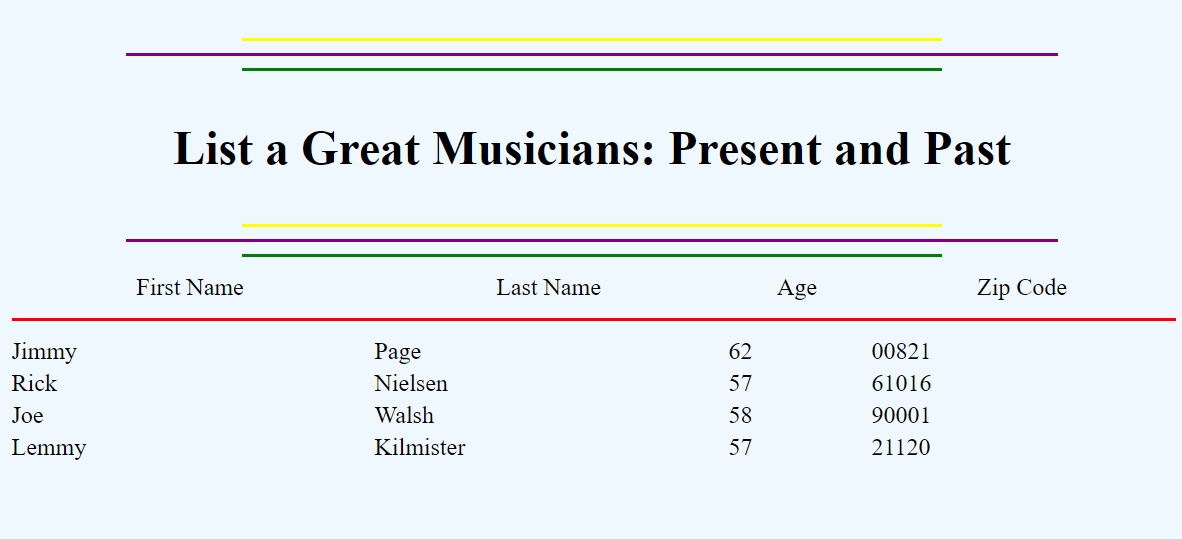 List a Great Musicians: Present and Past
First Name Last Name Age Zip Code
Jimmy Page 62 00821
Rick Nielsen 57 61016
Joe Walsh 58 90001
Lemmy Kilmister 57 21120